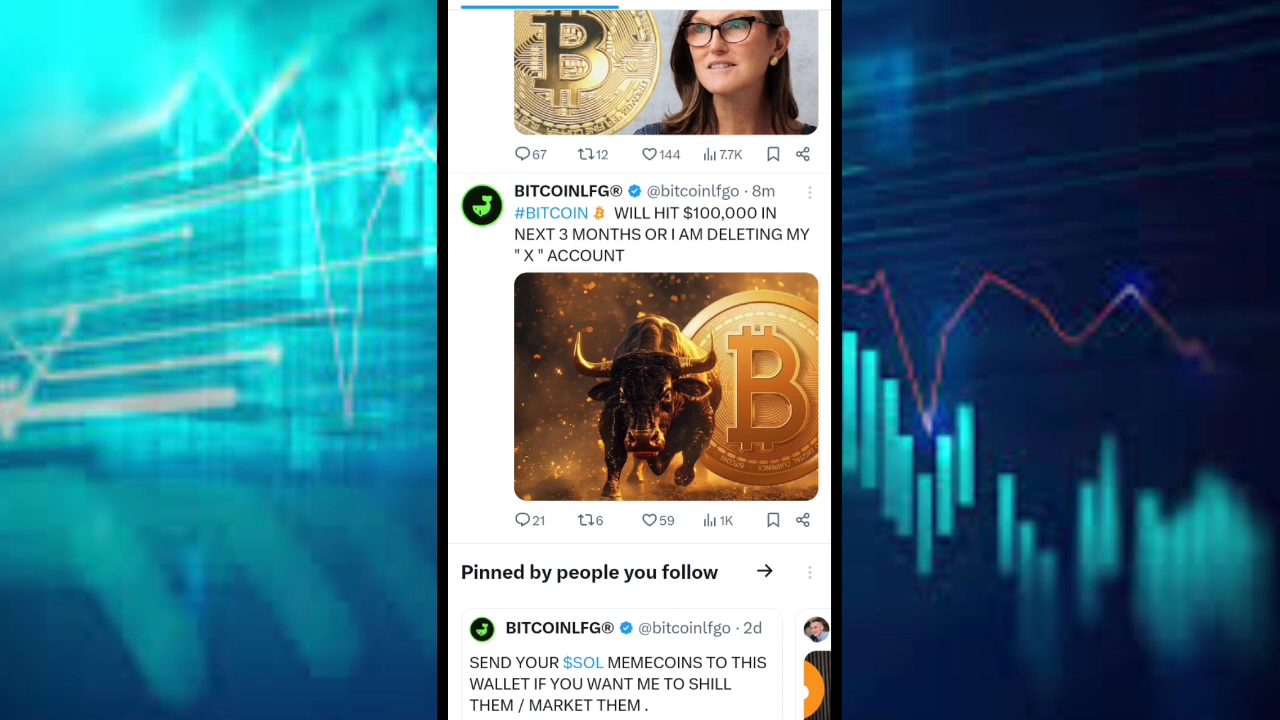 67 12 144 7.7K
BITCOINLFG® @bitcoinlfgo · 8m
#BITCOIN WILL HIT $100,000 IN
NEXT 3 MONTHS OR I AM DELETING MY
" X " ACCOUNT
21 6 59 1K
Pinned by people you follow
BITCOINLFG® @bitcoinlfgo · 2d
SEND YOUR $SOL MEMECOINS TO THIS
WALLET IF YOU WANT ME TO SHILL
THEM / MARKET THEM .